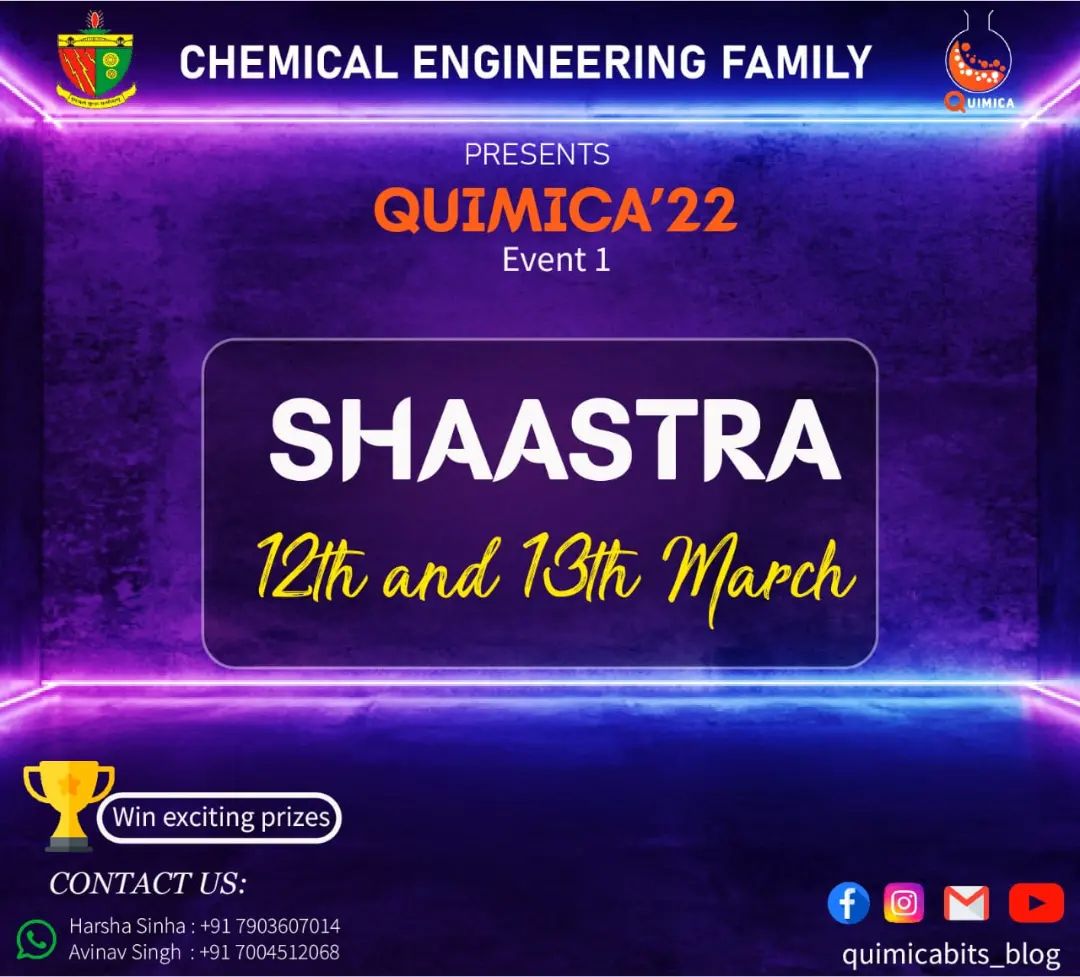 CHEMICAL ENGINEERING FAMILY
QUIMICA
PRESENTS
QUIMICA'22
Event 1
SHAASTRA
12th and 13th March
Win exciting prizes
CONTACT US:
Harsha Sinha : +91 7903607014
Avinav Singh : +91 7004512068
quimicabits_blog